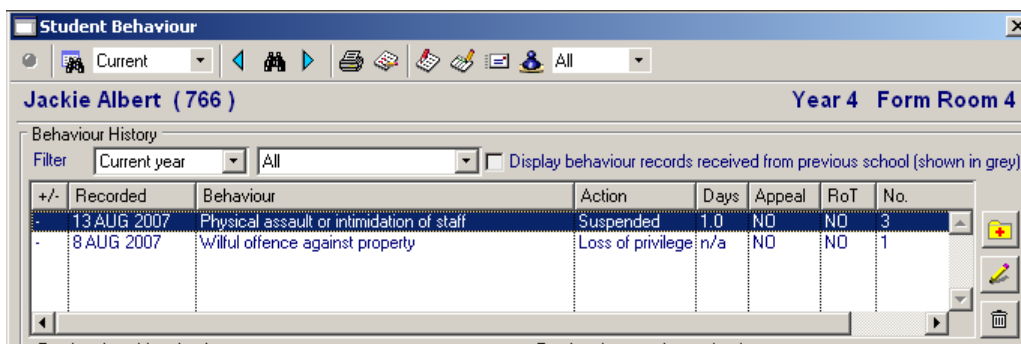 Student Behaviour
Current All
Jackie Albert ( 766 ) Year 4 Form Room 4
Behaviour History
Filter Current year All Display behaviour records received from previous school (shown in grey)
+/- Recorded Behaviour Action Days Appeal RoT No.
- 13 AUG 2007 Physical assault or intimidation of staff Suspended 1.0 NO NO 3
- 8 AUG 2007 Wilful offence against property Loss of privilege n/a NO NO 1